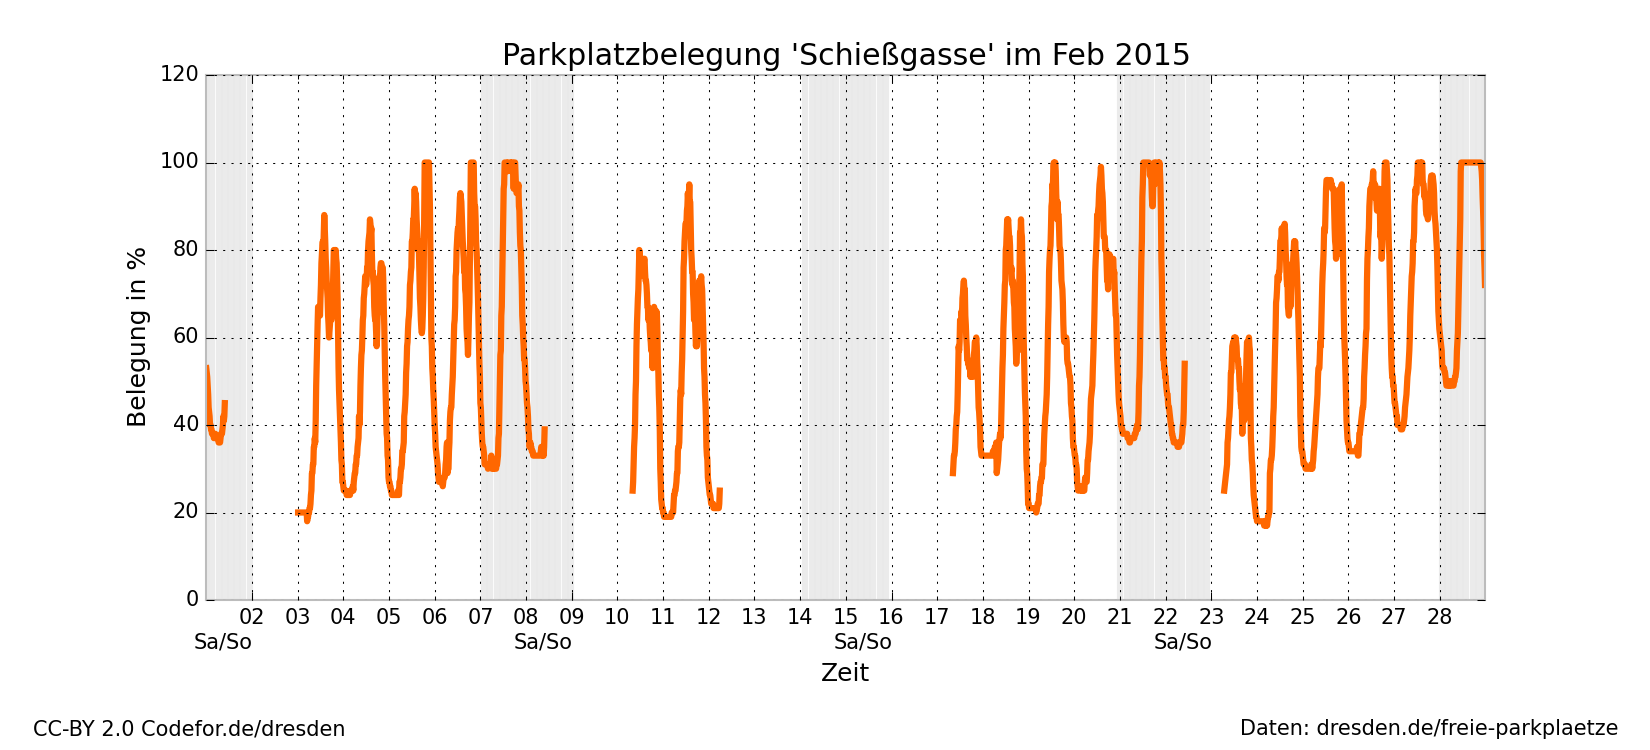 Parkplatzbelegung 'Schießgasse' im Feb 2015
Belegung in %
120
100
80
60
40
20
0
02 03 04 05 06 07 08 09 10 11 12 13 14 15 16 17 18 19 20 21 22 23 24 25 26 27 28
Sa/So Sa/So Sa/So Sa/So
Zeit
CC-BY 2.0 Codefor.de/dresden
Daten: dresden.de/freie-parkplaetze